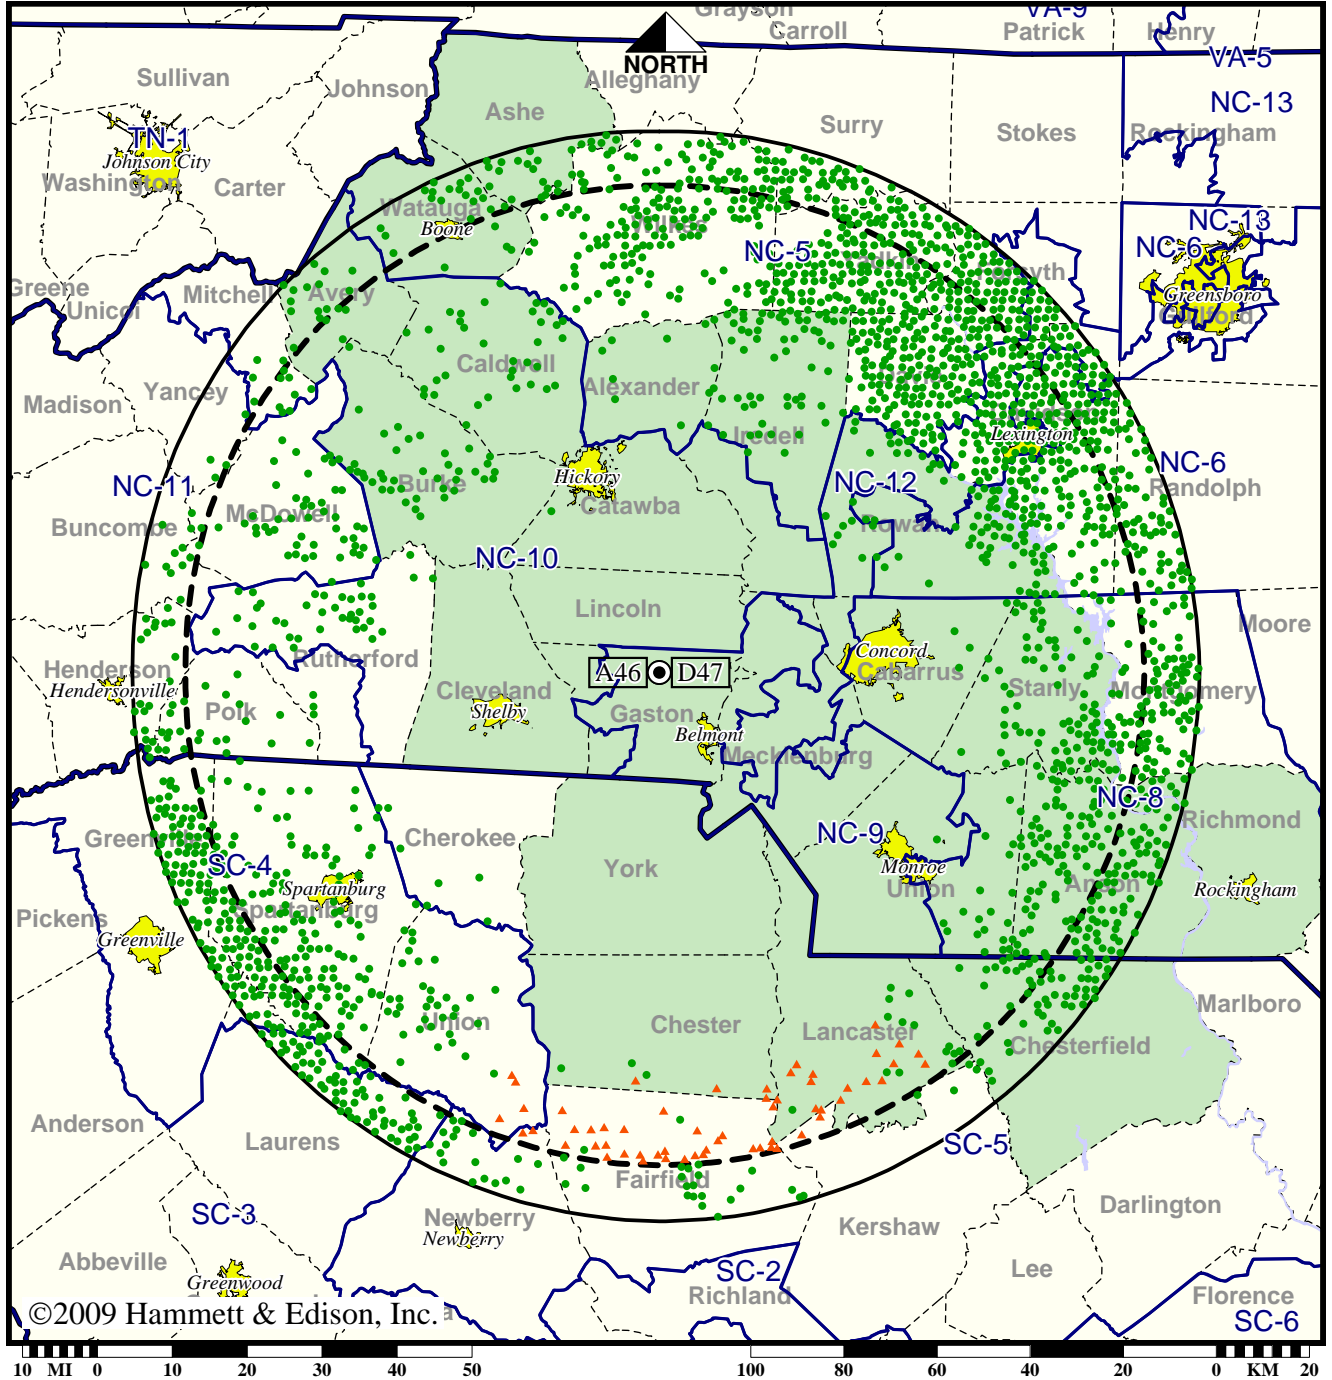 Grayson
VA-9
Carroll
Patrick
Henry
NORTH
VA-5
Sullivan
Johnson
Alleghany
Ashe
NC-13
Surry
Stokes
Rockingham
TN-1
Johnson City
Washington
Carter
Watauga
Boone
Wilkes
NC-5
Yadkin
NC-13
NC-6
Forsyth
Greene
Unicoi
Mitchell
Avery
Greensboro
Guilford
Caldwell
Alexander
Yancey
Madison
Davie
Davidson
Iredell
Lexington
NC-11
Burke
Hickory
Catawba
NC-12
NC-6
Randolph
Buncombe
McDowell
Rowan
NC-10
Lincoln
Moore
Henderson
Hendersonville
Rutherford
A46
D47
Concord
Cabarrus
Cleveland
Shelby
Gaston
Stanly
Montgomery
Polk
Belmont
Mecklenburg
NC-8
Richmond
Greenville
Cherokee
NC-9
SC-4
York
Monroe
Union
Anson
Rockingham
Spartanburg
Spartanburg
Pickens
Greenville
Union
Chester
Lancaster
Marlboro
Chesterfield
Anderson
Laurens
SC-5
Fairfield
SC-3
Newberry
Newberry
Kershaw
Darlington
Abbeville
Greenwood
SC-2
Richland
Lee
Florence
SC-6
©2009 Hammett & Edison, Inc.
10 MI 0 10 20 30 40 50
100 80 60 40 20 0 KM 20